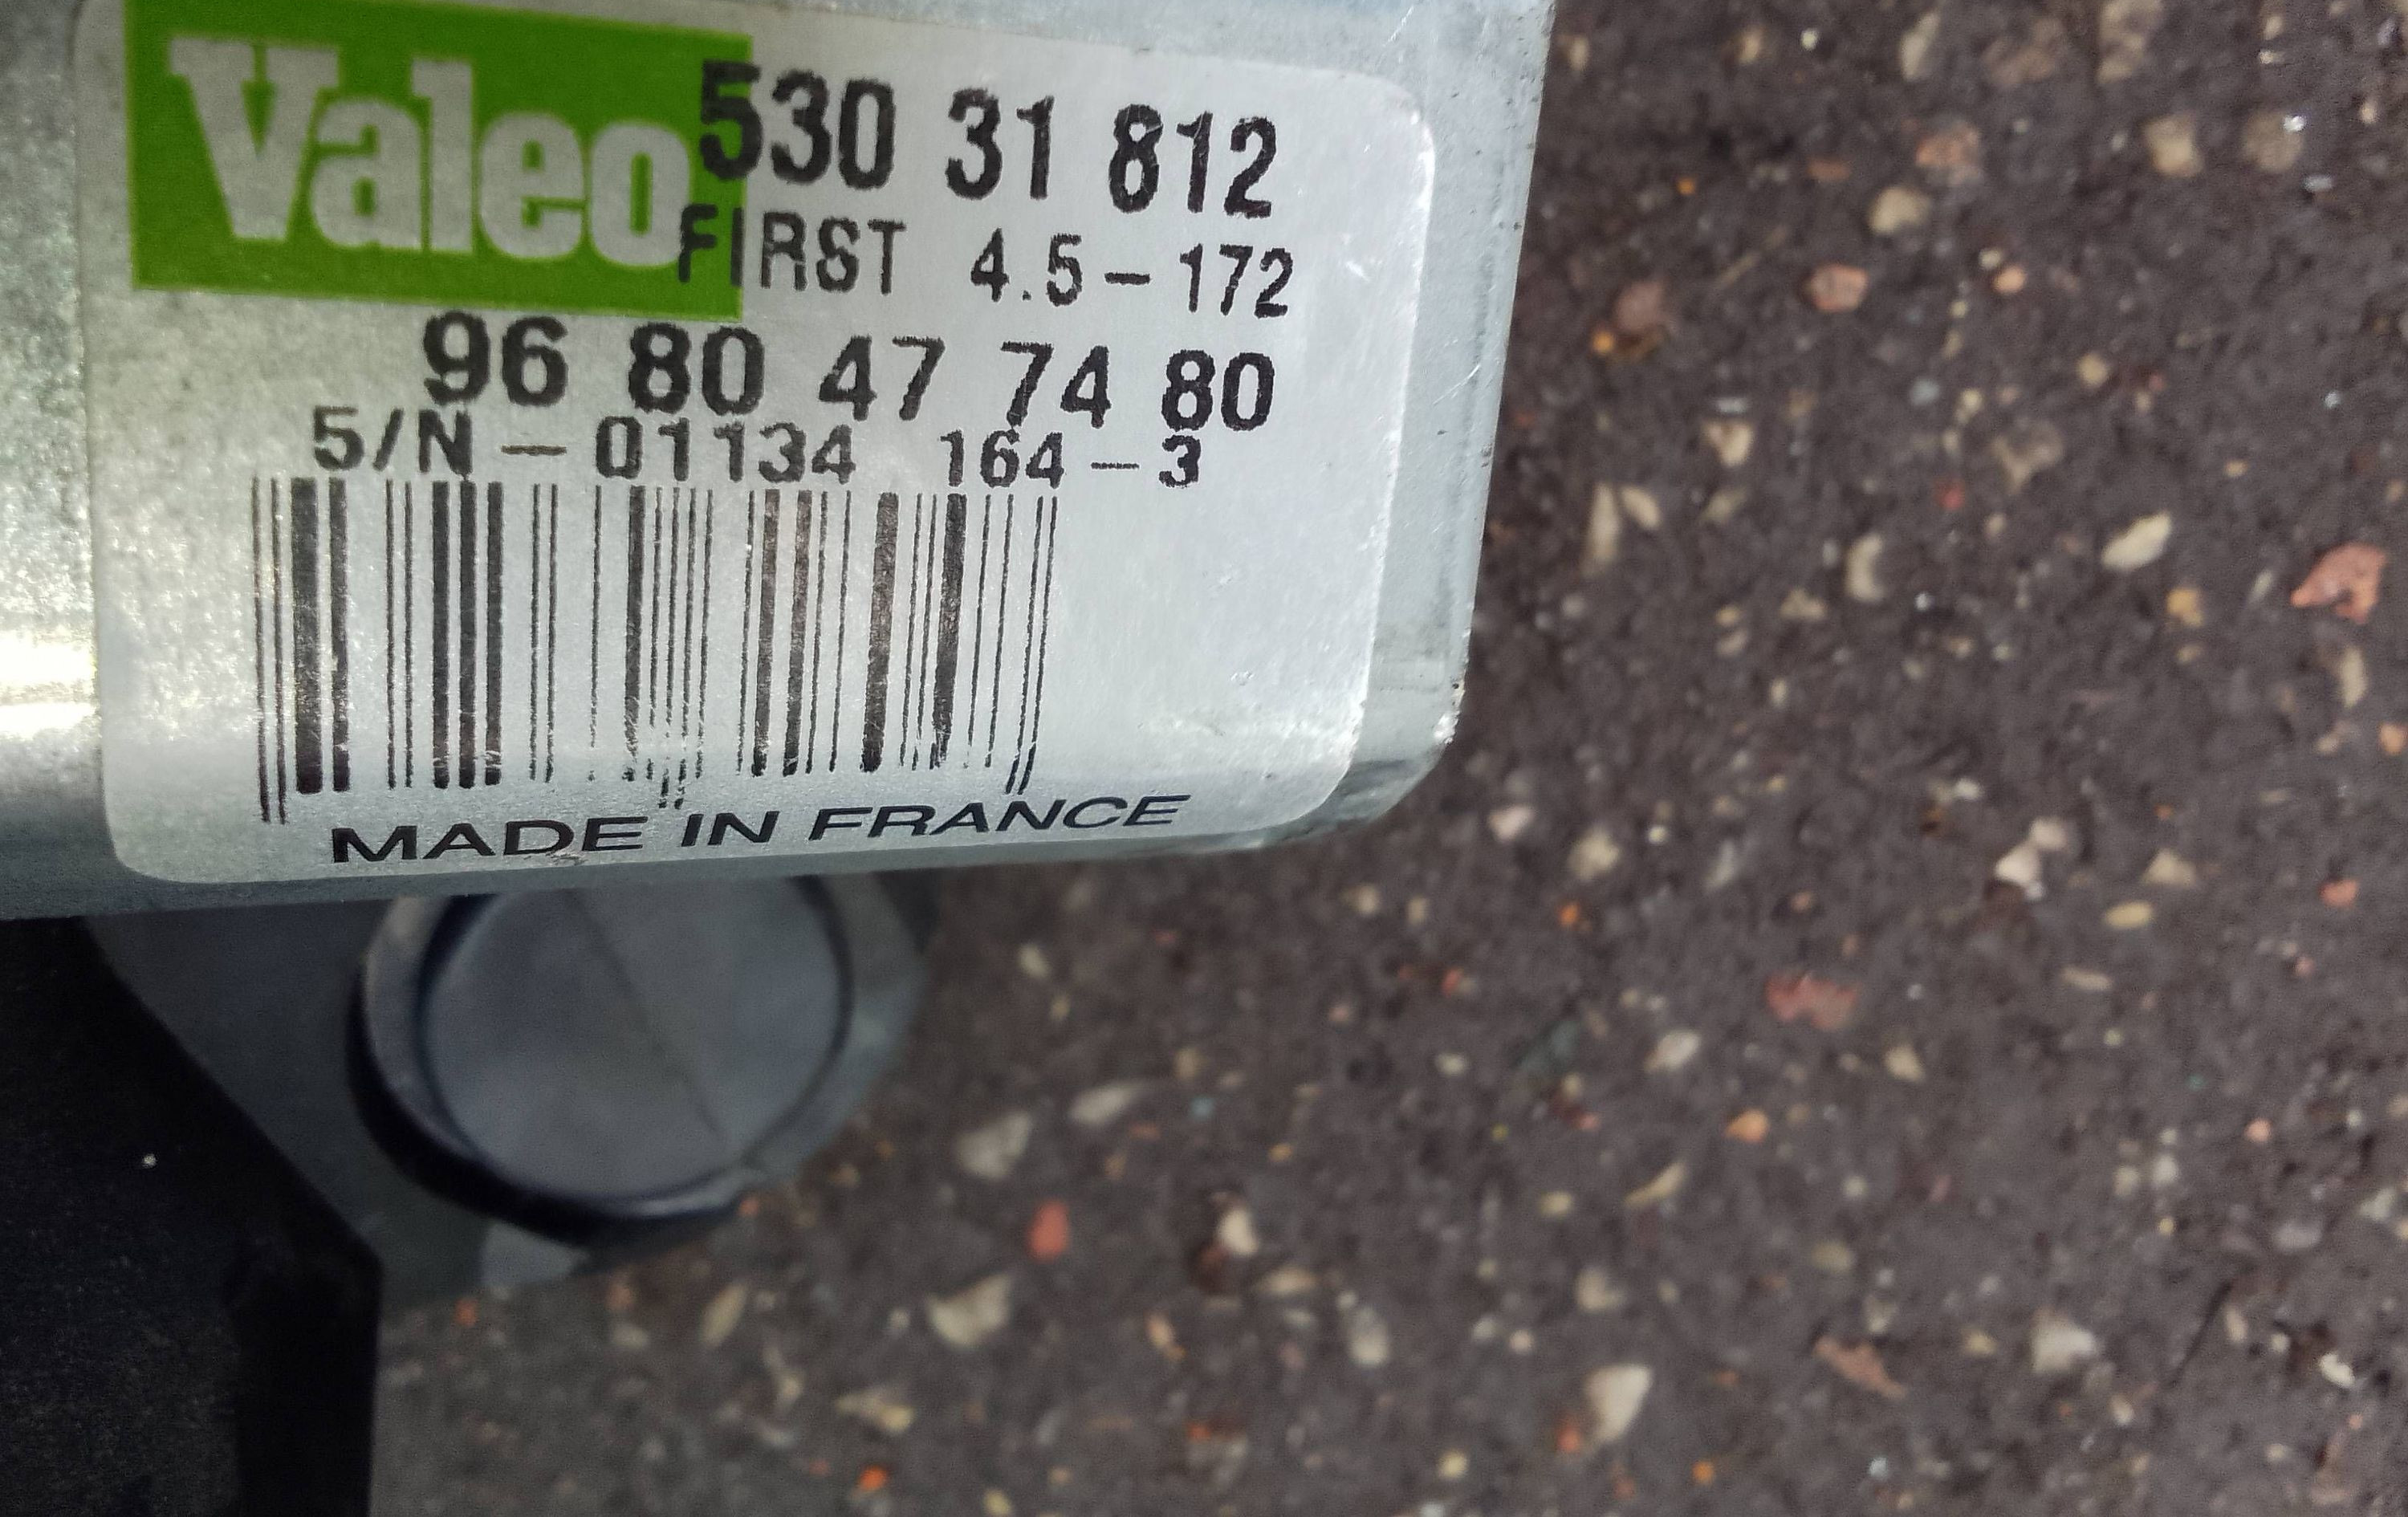 Valeo 530 31 812
FIRST 4.5-172
96 80 47 74 80
5/N - 01134 164-3
MADE IN FRANCE